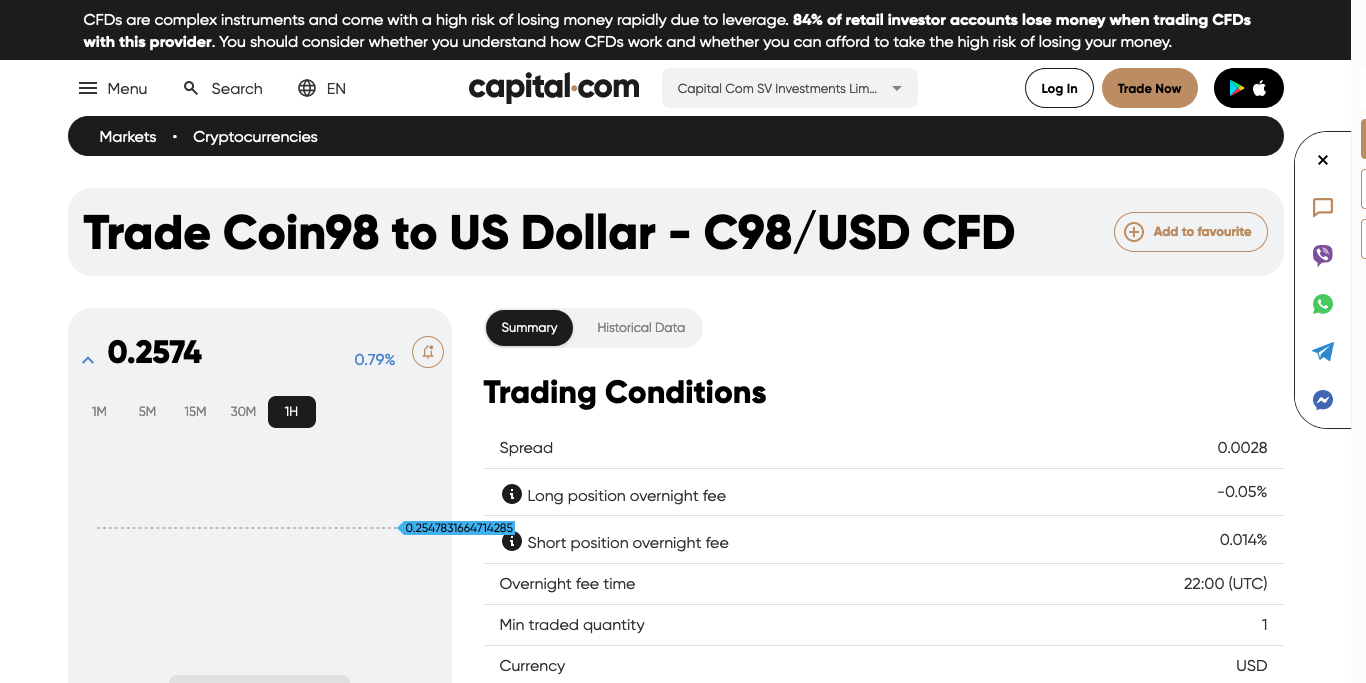 CFDs are complex instruments and come with a high risk of losing money rapidly due to leverage. 84% of retail investor accounts lose money when trading CFDs
with this provider. You should consider whether you understand how CFDs work and whether you can afford to take the high risk of losing your money.
Menu Search EN capital.com Capital Com SV Investments Lim... Log In Trade Now
Markets • Cryptocurrencies
Trade Coin98 to US Dollar - C98/USD CFD
Add to favourite
0.2574 0.79%
1M 5M 15M 30M 1H
0.2547831664714285
Summary Historical Data
Trading Conditions
Spread 0.0028
Long position overnight fee -0.05%
Short position overnight fee 0.014%
Overnight fee time 22:00 (UTC)
Min traded quantity 1
Currency USD